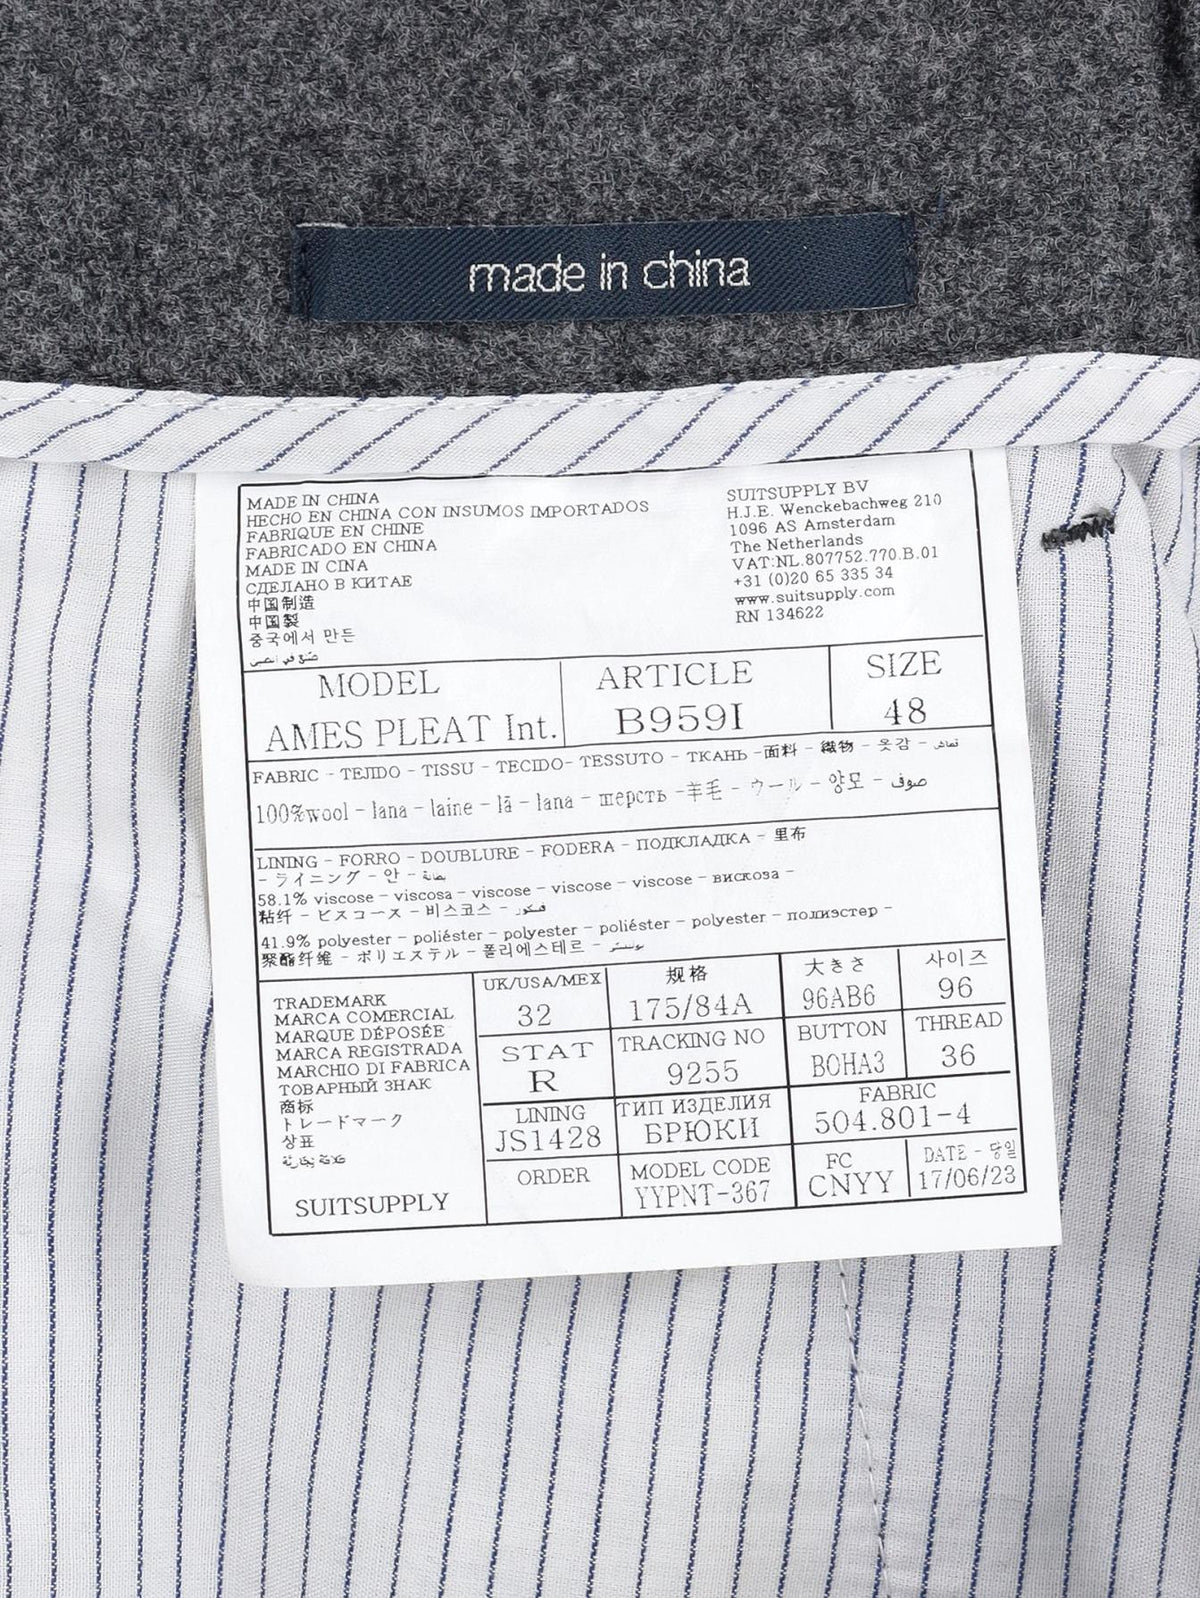 made in china
MADE IN CHINA
HECHO EN CHINA CON INSUMOS IMPORTADOS
FABRIQUE EN CHINE
FABRICADO EN CHINA
MADE IN CINA
СДЕЛАНО В КИТАЕ
中国制造
中国製
중국에서 만든
SUITSUPPLY BV
H.J.E. Wenckebachweg 210
1096 AS Amsterdam
The Netherlands
VAT:NL.807752.770.B.01
+31 (0)20 65 335 34
www.suitsupply.com
RN 134622
MODEL
AMES PLEAT Int.
ARTICLE
B959I
SIZE
48
FABRIC - TEJIDO - TISSU - TECIDO- TESSUTO - ТКАНЬ -面料 - 織物 - 옷감 - قماش
100%wool - lana - laine - lã - lana - шерсть -羊毛 - ウール - 양모 - صوف
LINING - FORRO - DOUBLURE - FODERA - ПОДКЛАДКА - 里布
- ライニング - 안 - بطانة
58.1% viscose - viscosa - viscose - viscose - viscose - вискоза -
粘纤 - ビスコース - 비스코스 - فسكوز
41.9% polyester - poliéster - polyester - poliéster - polyester - полиэстер -
聚酯纤维 - ポリエステル - 폴리에스테르 -
TRADEMARK
MARCA COMERCIAL
MARQUE DÉPOSÉE
MARCA REGISTRADA
MARCHIO DI FABRICA
ТОВАРНЫЙ ЗНАК
商标
トレードマーク
상표
علامة تجارية
SUITSUPPLY
UK/USA/MEX
32
规格
175/84A
大きさ
96AB6
사이즈
96
STAT
R
TRACKING NO
9255
BUTTON
BOHA3
THREAD
36
LINING
JS1428
ТИП ИЗДЕЛИЯ
БРЮКИ
FABRIC
504.801-4
ORDER
MODEL CODE
YYPNT-367
FC
CNYY
DATE - 당일
17/06/23